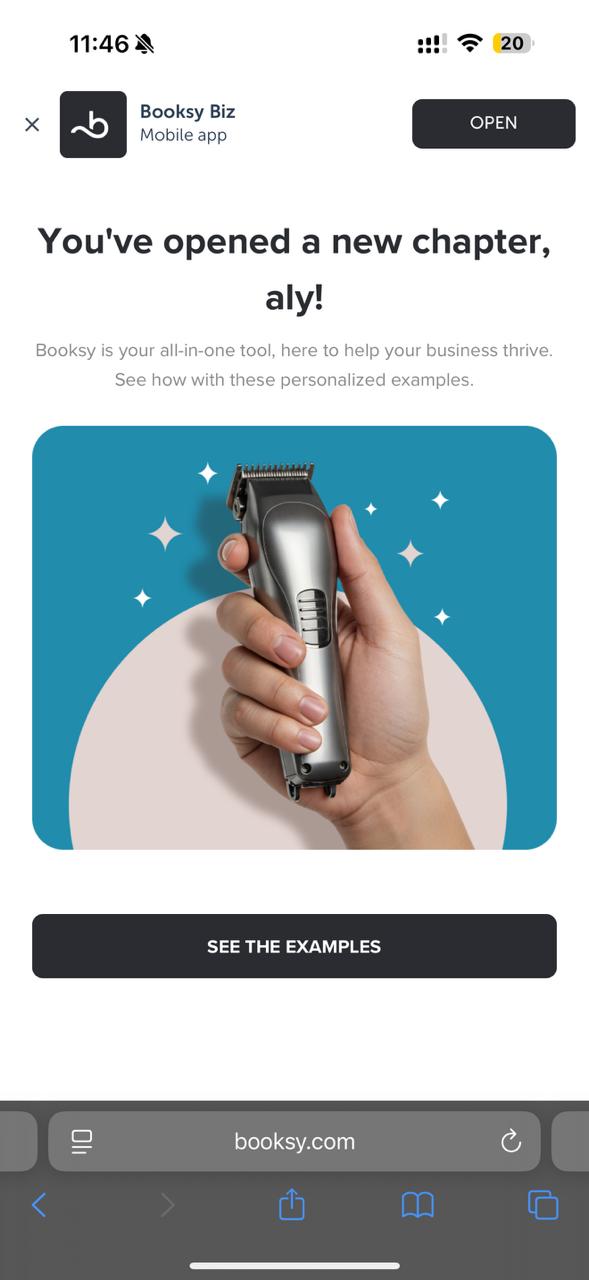 11:46
20
Booksy Biz
Mobile app
OPEN
You've opened a new chapter,
aly!
Booksy is your all-in-one tool, here to help your business thrive.
See how with these personalized examples.
SEE THE EXAMPLES
booksy.com